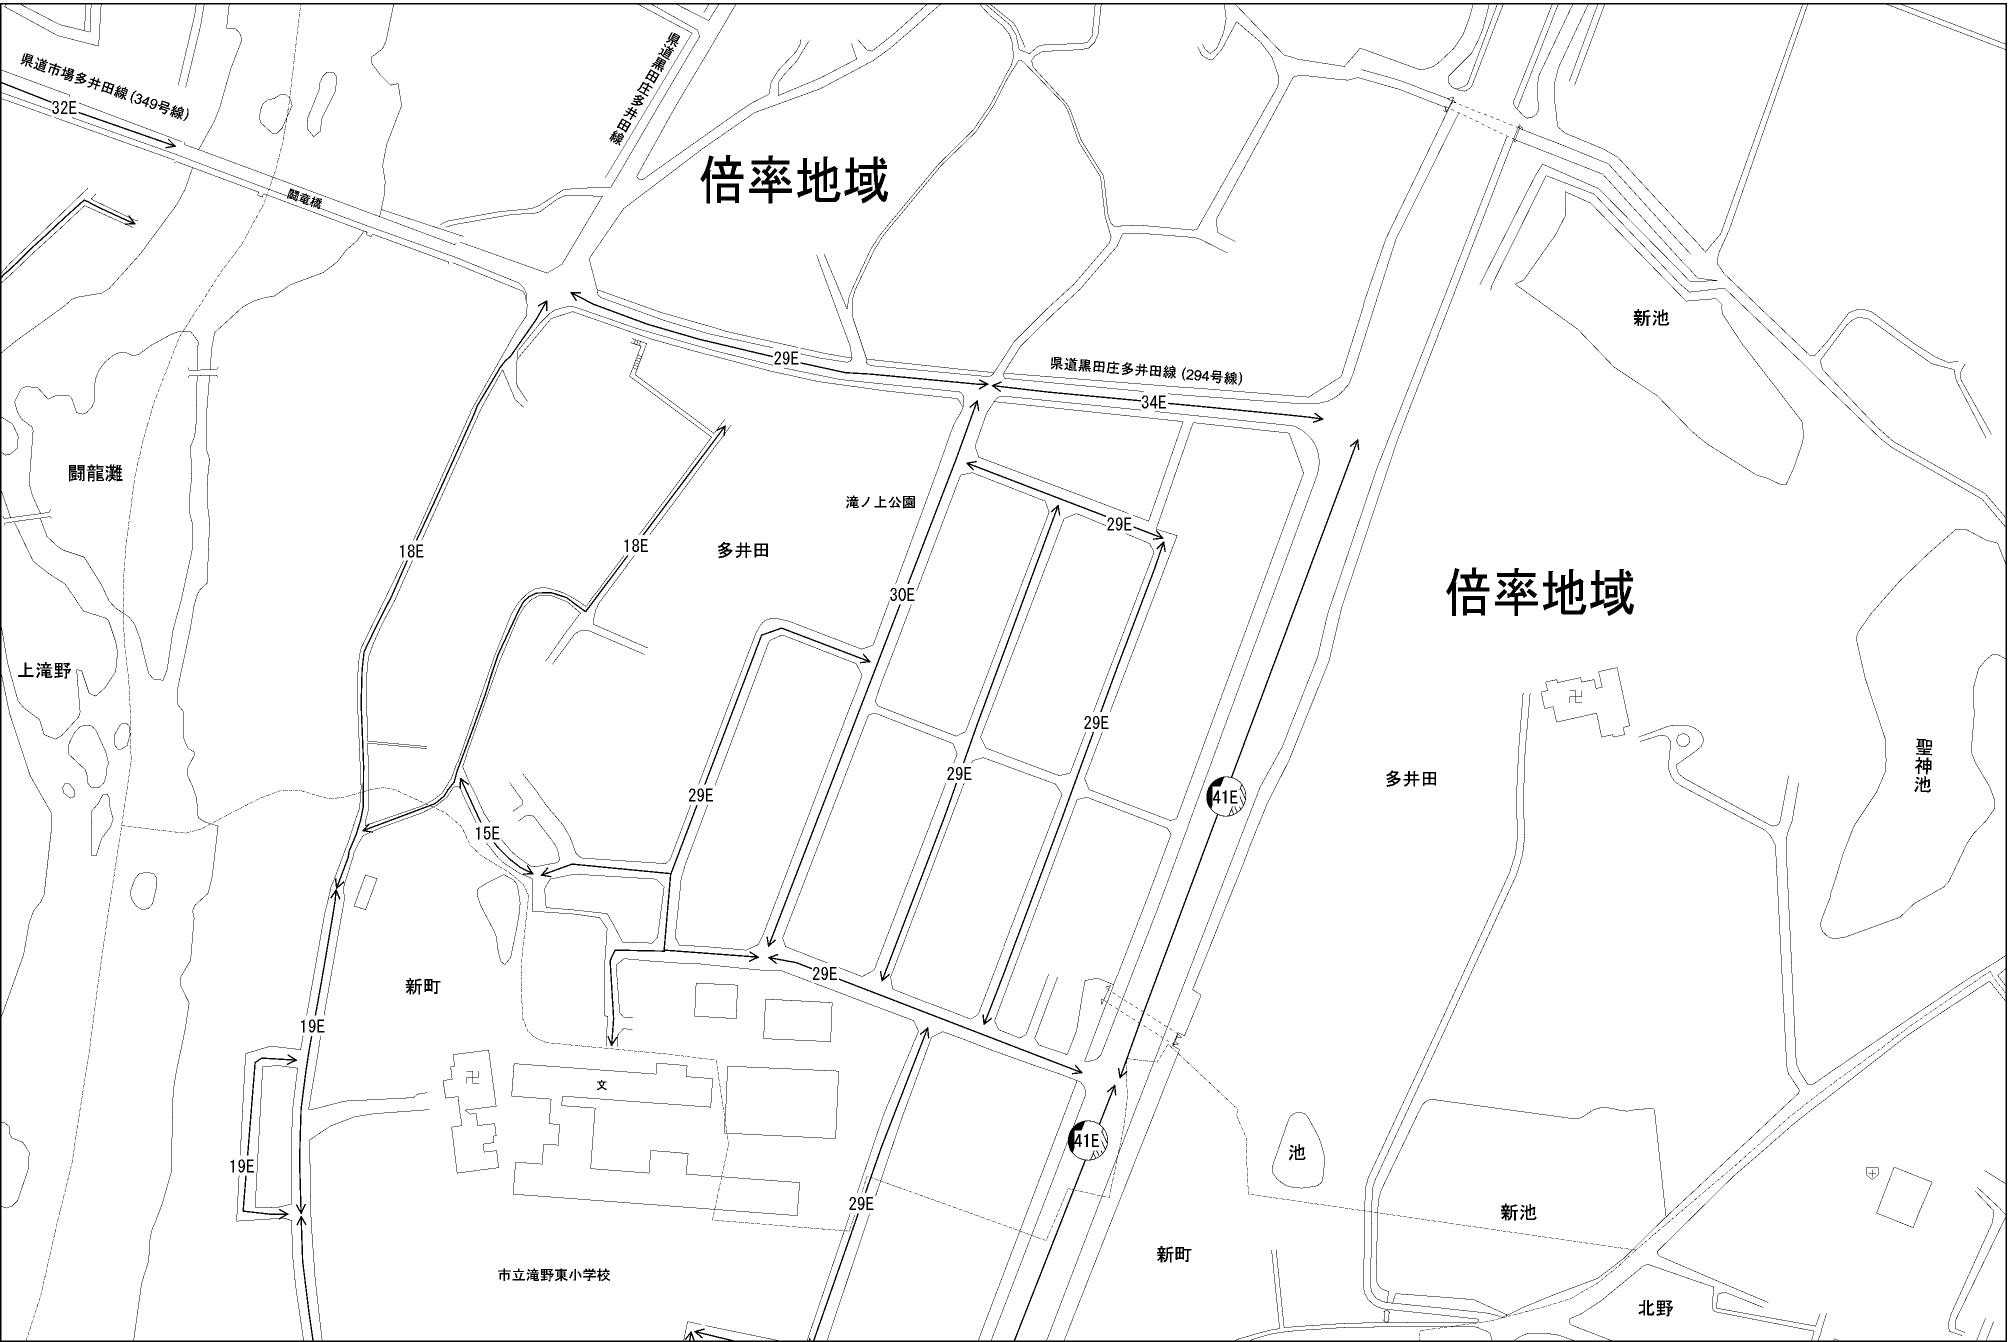 県道市場多井田線(349号線)
32E
県道黒田庄多井田線
倍率地域
闘竜橋
新池
29E
県道黒田庄多井田線(294号線)
34E
闘龍灘
滝ノ上公園
29E
18E
18E
多井田
30E
倍率地域
上滝野
29E
29E
29E
41E
多井田
聖神池
15E
29E
新町
19E
文
41E
池
19E
29E
新池
新町
市立滝野東小学校
北野